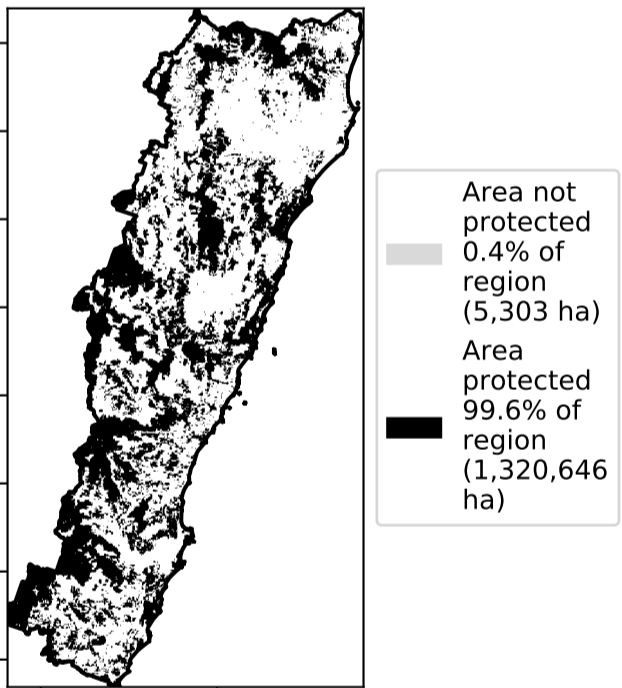 Area not
protected
0.4% of
region
(5,303 ha)
Area
protected
99.6% of
region
(1,320,646
ha)